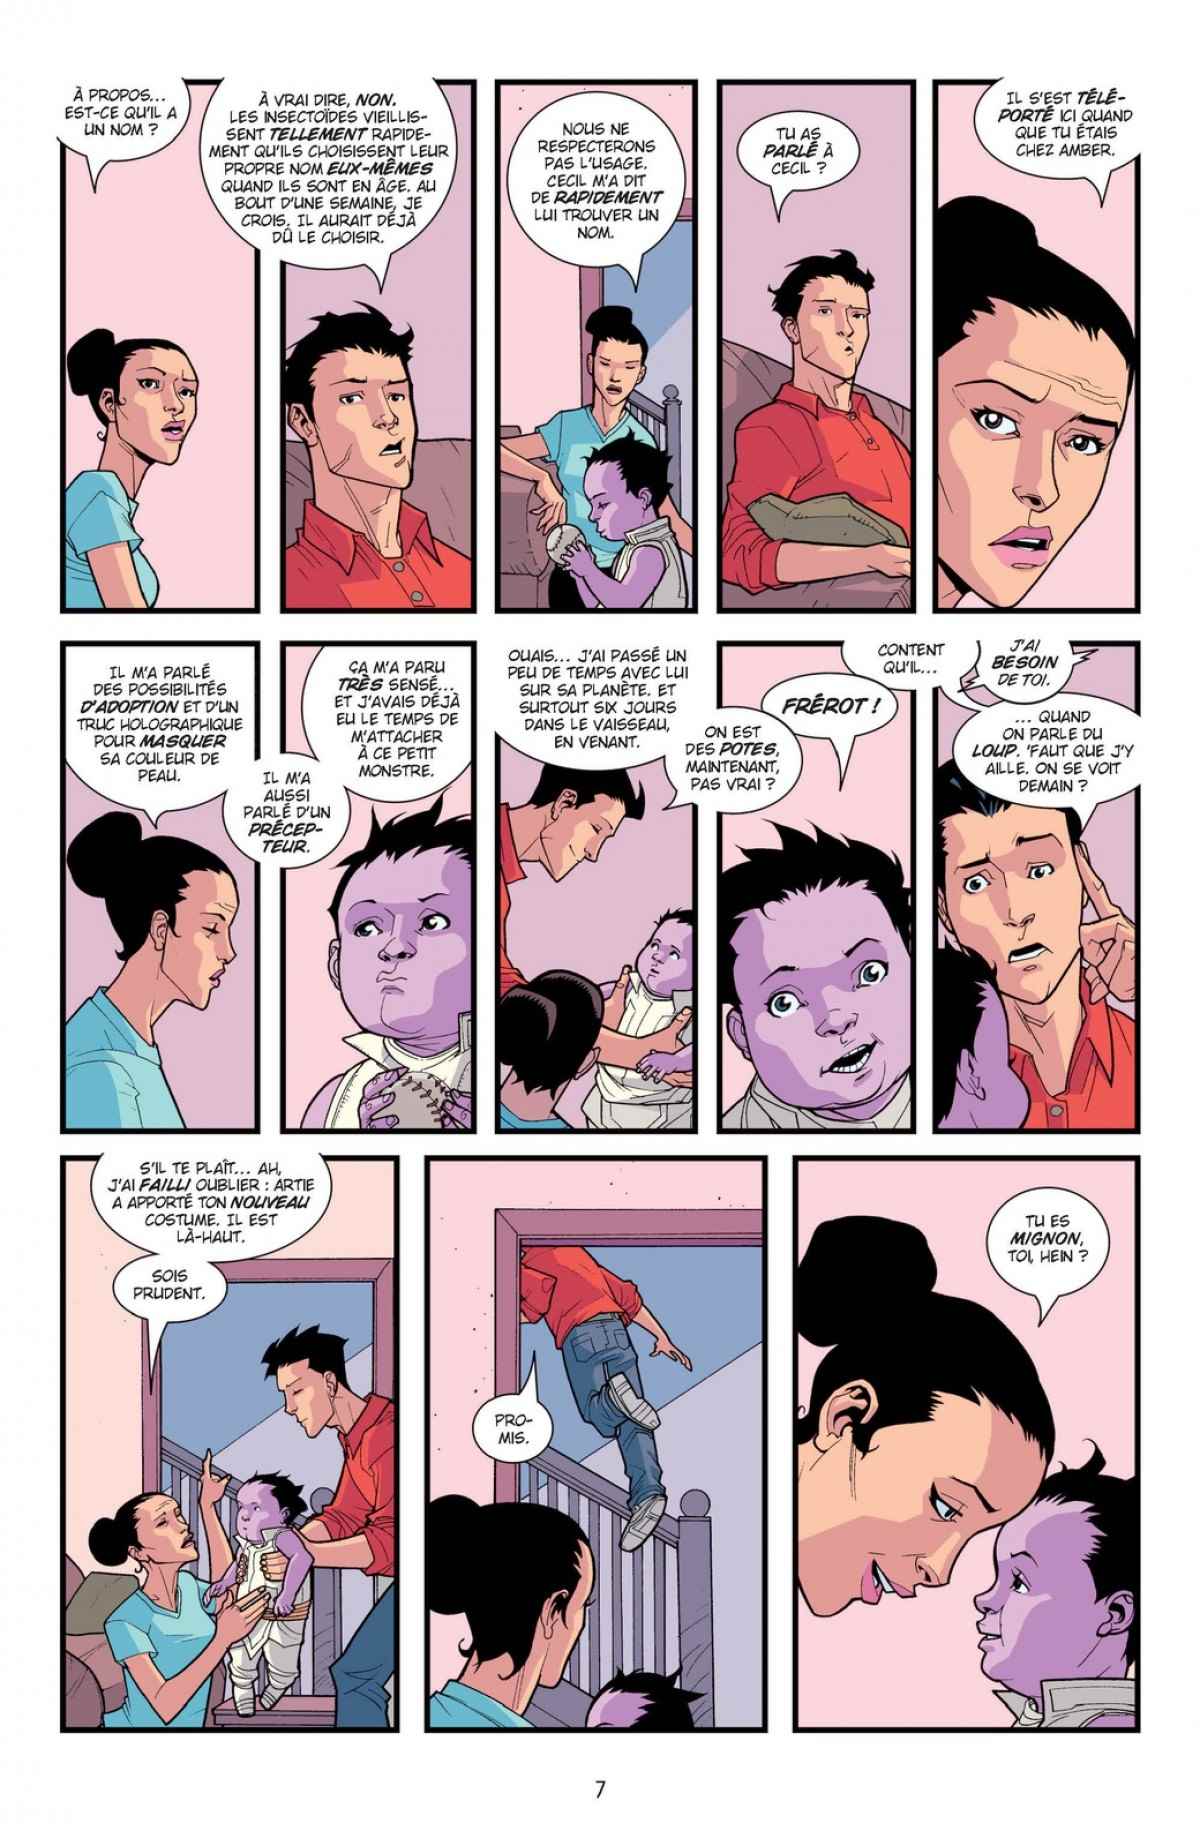 À PROPOS...
EST-CE QU'IL A
UN NOM ?
À VRAI DIRE, NON.
LES INSECTOÏDES VIEILLIS-
SENT TELLEMENT RAPIDE-
MENT QU'ILS CHOISISSENT LEUR
PROPRE NOM EUX-MÊMES
QUAND ILS SONT EN ÂGE. AU
BOUT D'UNE SEMAINE, JE
CROIS. IL AURAIT DÉJÀ
DÛ LE CHOISIR.
NOUS NE
RESPECTERONS
PAS L'USAGE.
CECIL M'A DIT
DE RAPIDEMENT
LUI TROUVER UN
NOM.
TU AS
PARLÉ À
CECIL ?
IL S'EST TÉLÉ-
PORTÉ ICI QUAND
QUE TU ÉTAIS
CHEZ AMBER.
IL M'A PARLÉ
DES POSSIBILITÉS
D'ADOPTION ET D'UN
TRUC HOLOGRAPHIQUE
POUR MASQUER
SA COULEUR DE
PEAU.
IL M'A
AUSSI
PARLÉ D'UN
PRÉCEP-
TEUR.
ÇA M'A PARU
TRÈS SENSÉ...
ET J'AVAIS DÉJÀ
EU LE TEMPS DE
M'ATTACHER
À CE PETIT
MONSTRE.
OUAIS... J'AI PASSÉ UN
PEU DE TEMPS AVEC LUI
SUR SA PLANÈTE. ET
SURTOUT SIX JOURS
DANS LE VAISSEAU,
EN VENANT.
ON EST
DES POTES,
MAINTENANT,
PAS VRAI ?
FRÉROT !
CONTENT
QU'IL...
J'AI
BESOIN
DE TOI.
... QUAND
ON PARLE DU
LOUP. 'FAUT QUE J'Y
AILLE. ON SE VOIT
DEMAIN ?
S'IL TE PLAÎT... AH,
J'AI FAILLI OUBLIER : ARTIE
A APPORTÉ TON NOUVEAU
COSTUME. IL EST
LÀ-HAUT.
SOIS
PRUDENT.
PRO-
MIS.
TU ES
MIGNON,
TOI, HEIN ?
7